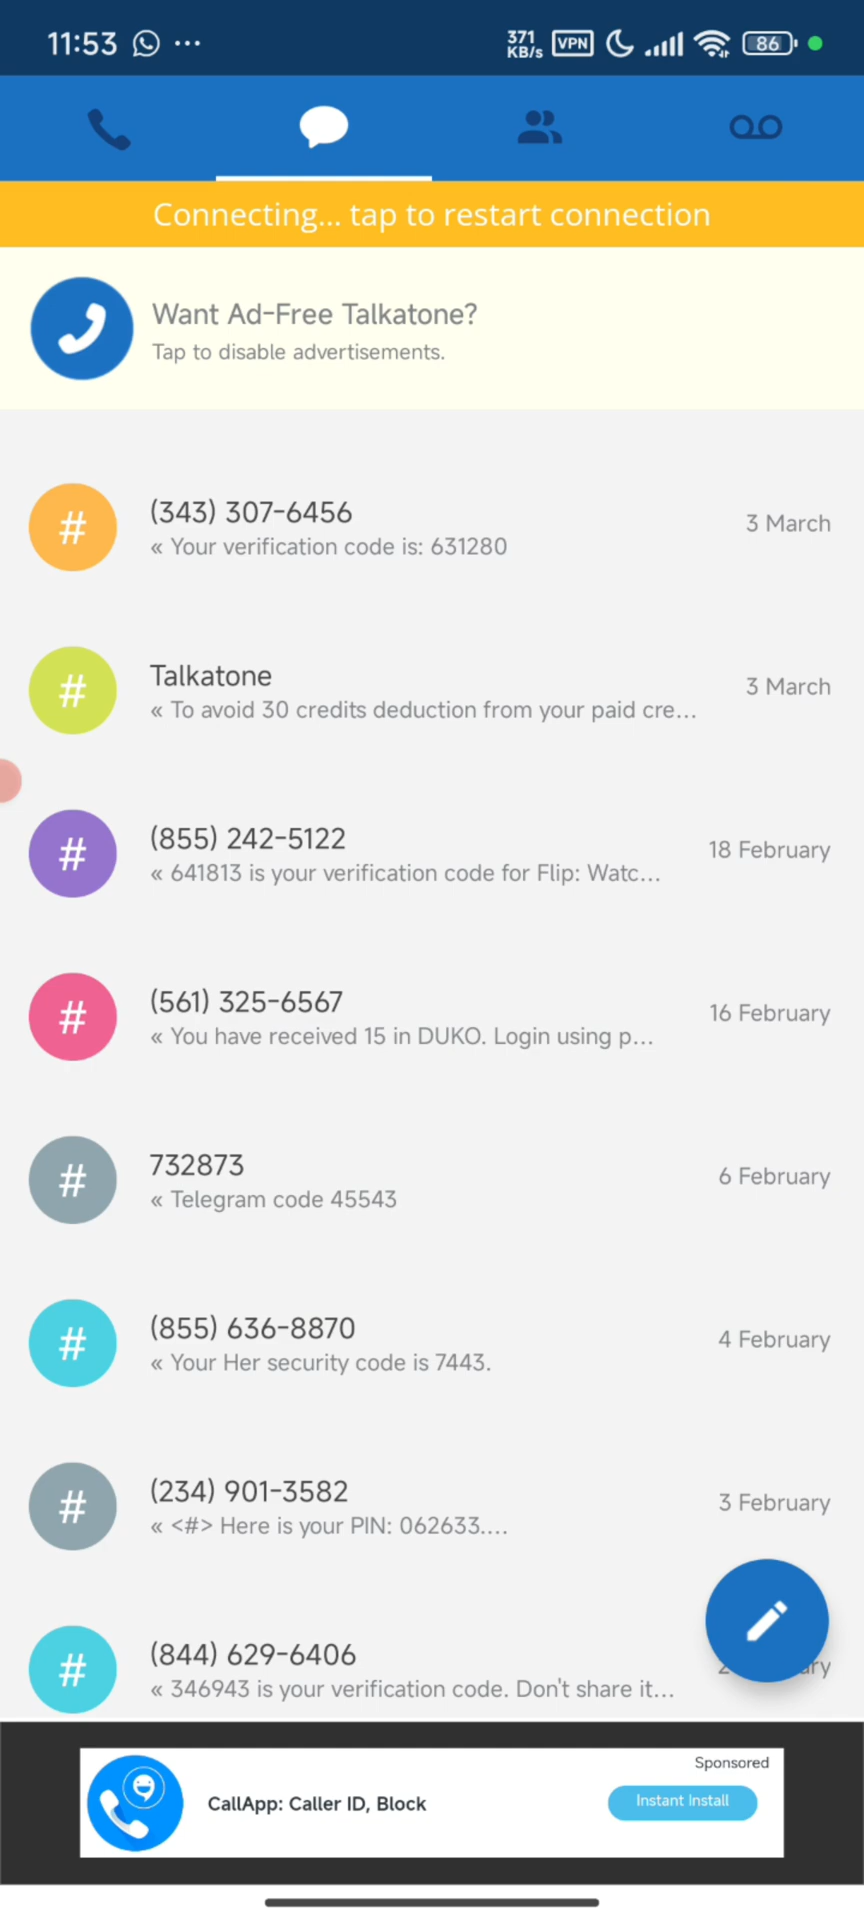 11:53
371 KB/s VPN 86
Connecting... tap to restart connection
Want Ad-Free Talkatone?
Tap to disable advertisements.
# (343) 307-6456 3 March
« Your verification code is: 631280
# Talkatone 3 March
« To avoid 30 credits deduction from your paid cre...
# (855) 242-5122 18 February
« 641813 is your verification code for Flip: Watc...
# (561) 325-6567 16 February
« You have received 15 in DUKO. Login using p...
# 732873 6 February
« Telegram code 45543
# (855) 636-8870 4 February
« Your Her security code is 7443.
# (234) 901-3582 3 February
« <#> Here is your PIN: 062633....
# (844) 629-6406
« 346943 is your verification code. Don't share it...
Sponsored
CallApp: Caller ID, Block
Instant Install